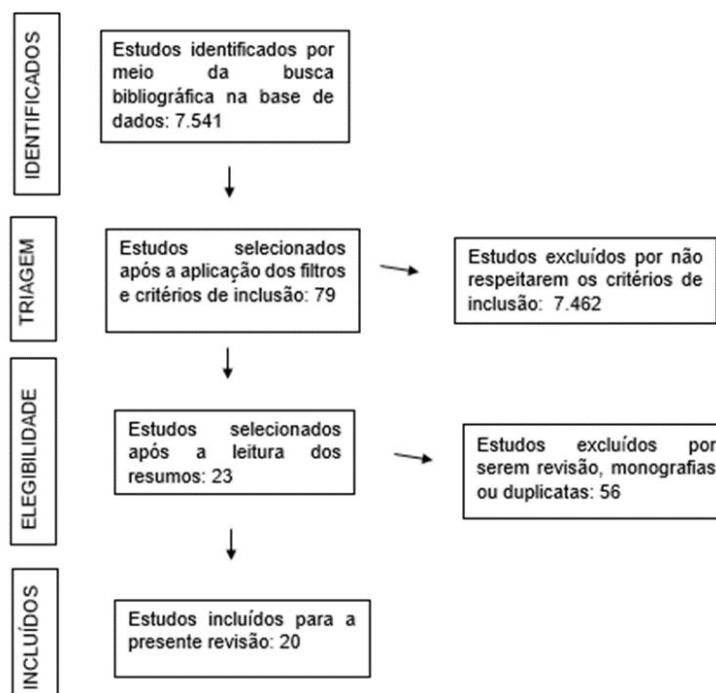 IDENTIFICADOS
Estudos identificados por
meio da busca
bibliográfica na base de
dados: 7.541
TRIAGEM
Estudos selecionados
após a aplicação dos filtros
e critérios de inclusão: 79
Estudos excluídos por não
respeitarem os critérios de
inclusão: 7.462
ELEGIBILIDADE
Estudos selecionados
após a leitura dos
resumos: 23
Estudos excluídos por
serem revisão, monografias
ou duplicatas: 56
INCLUÍDOS
Estudos incluídos para a
presente revisão: 20